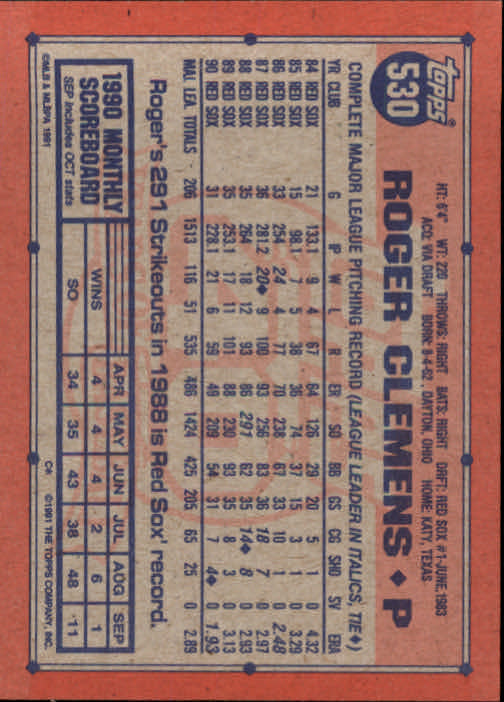 Topps®
530
HT: 6'4" WT: 220 THROWS: RIGHT BATS: RIGHT DRFT: RED SOX #1-JUNE, 1983
ACQ: VIA DRAFT BORN: 8-4-62, DAYTON, OHIO HOME: KATY, TEXAS
ROGER CLEMENS ♦ P
COMPLETE MAJOR LEAGUE PITCHING RECORD (LEAGUE LEADER IN ITALICS, TIE♦)
YR CLUB G IP W L R ER SO BB GS CG SHO SV ERA
84 RED SOX 21 133.1 9 4 67 64 126 29 20 5 1 0 4.32
85 RED SOX 15 98.1 7 5 38 36 74 37 15 3 1 0 3.29
86 RED SOX 33 254 24 4 77 70 238 67 33 10 1 0 2.48
87 RED SOX 36 281.2 20♦ 9 100 93 256 83 36 18 7 0 2.97
88 RED SOX 35 264 18 12 93 86 291 62 35 14♦ 8 0 2.93
89 RED SOX 35 253.1 17 11 101 88 230 93 35 8 3 0 3.13
90 RED SOX 31 228.1 21 6 59 49 209 54 31 7 4♦ 0 1.93
MAJ. LEA. TOTALS 206 1513 116 51 535 486 1424 425 205 65 25 0 2.89
Roger's 291 Strikeouts in 1988 is Red Sox' record.
1990 MONTHLY
SCOREBOARD
SEP includes OCT stats
APR MAY JUN JUL AUG SEP
WINS 4 4 4 2 6 1
SO 34 35 43 38 48 11
©MLB & MLBPA 1991
C* ©1991 THE TOPPS COMPANY, INC.